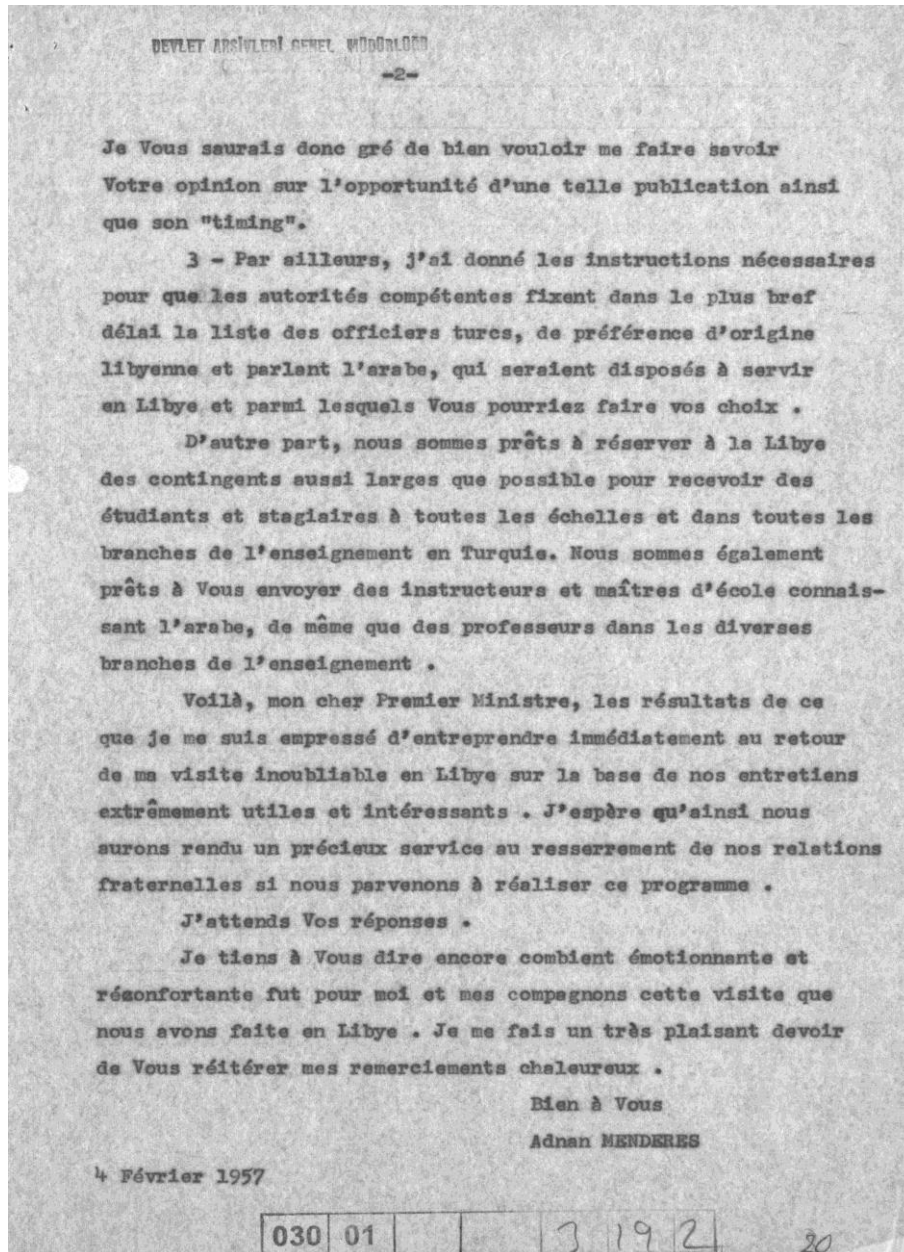 DEVLET ARŞİVLERİ GENEL MÜDÜRLÜĞÜ
-2-
Je Vous saurais donc gré de bien vouloir me faire savoir
Votre opinion sur l'opportunité d'une telle publication ainsi
que son "timing".
3 - Par ailleurs, j'ai donné les instructions nécessaires
pour que les autorités compétentes fixent dans le plus bref
délai la liste des officiers turcs, de préférence d'origine
libyenne et parlant l'arabe, qui seraient disposés à servir
en Libye et parmi lesquels Vous pourriez faire vos choix .
D'autre part, nous sommes prêts à réserver à la Libye
des contingents aussi larges que possible pour recevoir des
étudiants et stagiaires à toutes les échelles et dans toutes les
branches de l'enseignement en Turquie. Nous sommes également
prêts à Vous envoyer des instructeurs et maîtres d'école connais-
sant l'arabe, de même que des professeurs dans les diverses
branches de l'enseignement .
Voilà, mon cher Premier Ministre, les résultats de ce
que je me suis empressé d'entreprendre immédiatement au retour
de ma visite inoubliable en Libye sur la base de nos entretiens
extrêmement utiles et intéressants . J'espère qu'ainsi nous
aurons rendu un précieux service au resserrement de nos relations
fraternelles si nous parvenons à réaliser ce programme .
J'attends Vos réponses .
Je tiens à Vous dire encore combient émotionnante et
réconfortante fut pour moi et mes compagnons cette visite que
nous avons faite en Libye . Je me fais un très plaisant devoir
de Vous réitérer mes remerciements chaleureux .
Bien à Vous
Adnan MENDERES
4 Février 1957
030 01 3 19 2 20